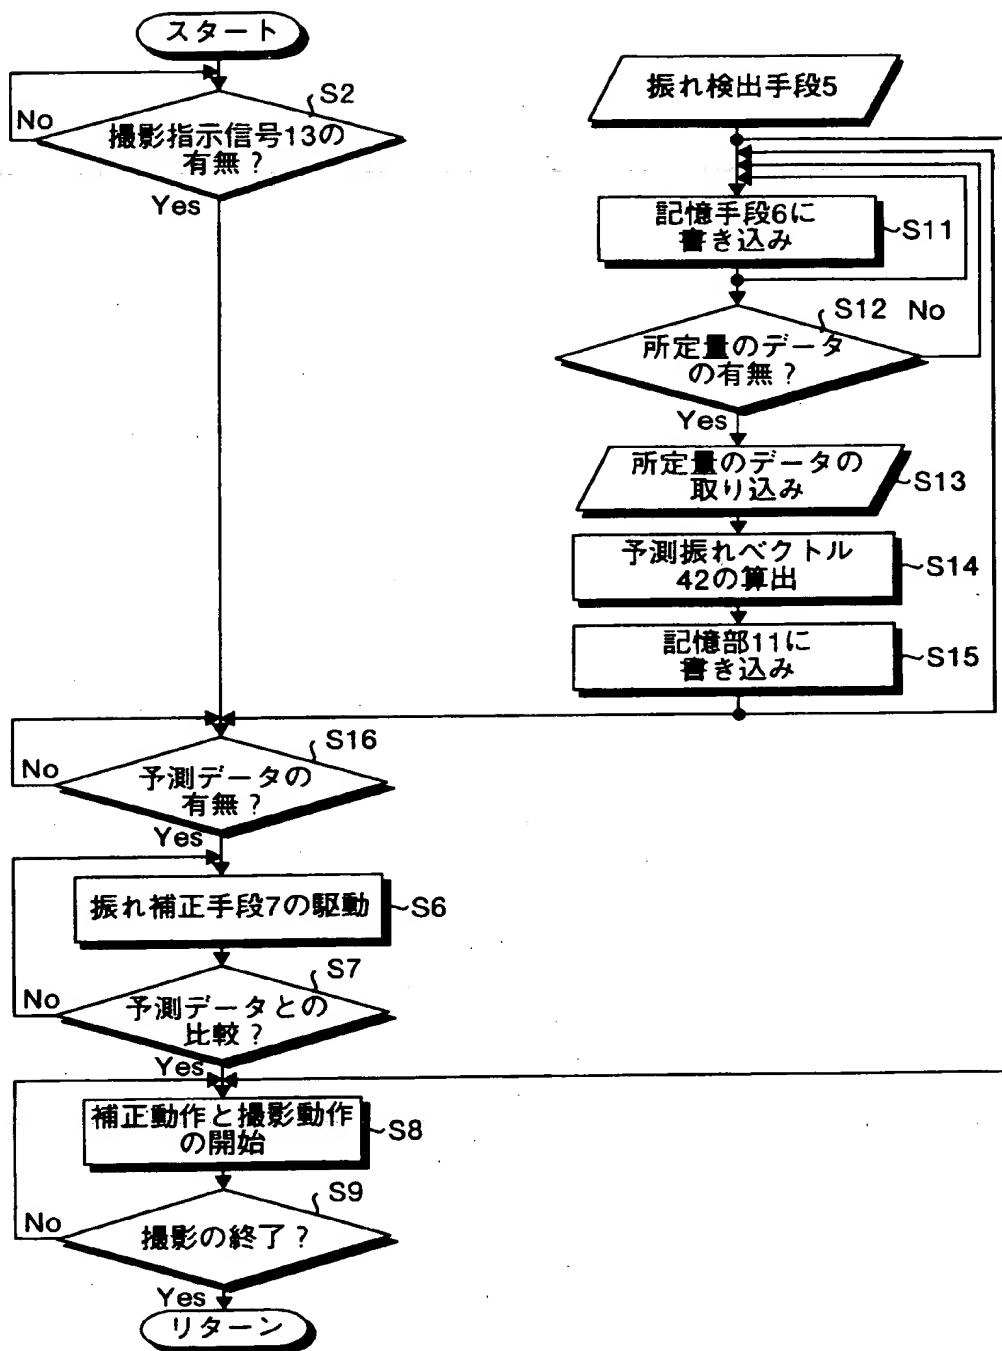 スタート
S2
No
撮影指示信号13の
有無？
Yes
振れ検出手段5
記憶手段6に
書き込み
S11
S12
No
所定量のデータ
の有無？
Yes
所定量のデータの
取り込み
S13
予測振れベクトル
42の算出
S14
記憶部11に
書き込み
S15
S16
No
予測データの
有無？
Yes
振れ補正手段7の駆動
S6
S7
No
予測データとの
比較？
Yes
補正動作と撮影動作
の開始
S8
S9
No
撮影の終了？
Yes
リターン